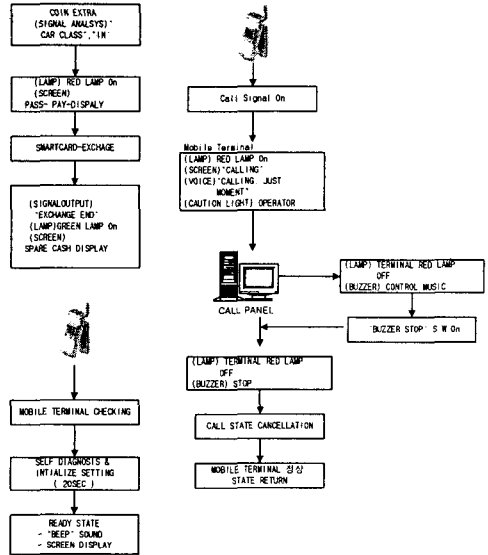 COIN EXTRA
(SIGNAL ANALSYS)"
CAR CLASS","IN"
(LAMP) RED LAMP On
(SCREEN)
PASS- PAY-DISPALY
SMARTCARD-EXCHAGE
(SIGNALOUTPUT)
"EXCHANGE END"
(LAMP)GREEN LAMP On
(SCREEN)
SPARE CASH DISPLAY
MOBILE TERMINAL CHECKING
SELF DIAGNOSIS &
INTIALIZE SETTING
( 20SEC )
READY STATE
- "BEEP" SOUND
- SCREEN DISPLAY
Call Signal On
Mobile Terminal
(LAMP) RED LAMP On
(SCREEN)"CALLING"
(VOICE)"CALLING. JUST
MOMENT"
(CAUTION LIGHT) OPERATOR
CALL PANEL
(LAMP) TERMINAL RED LAMP
OFF
(BUZZER) CONTROL MUSIC
"BUZZER STOP" S W On
(LAMP) TERMINAL RED LAMP
OFF
(BUZZER) STOP
CALL STATE CANCELLATION
MOBILE TERMINAL 정상
STATE RETURN